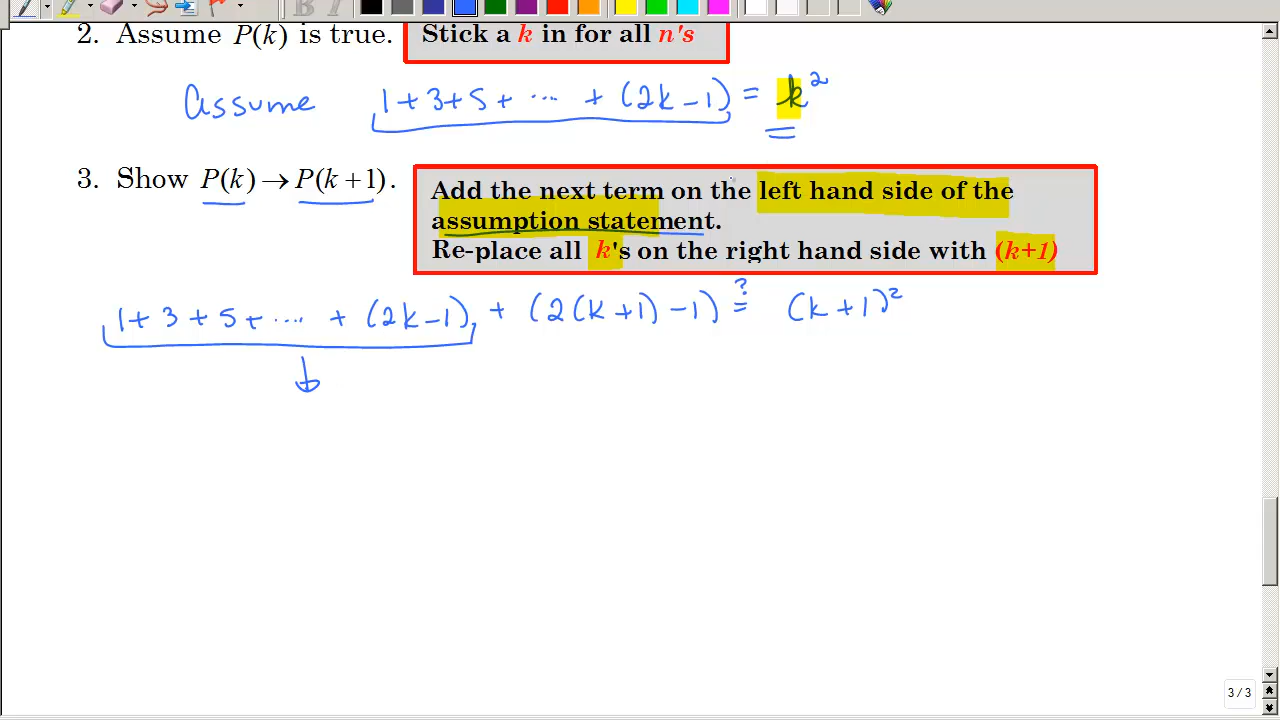 2. Assume P(k) is true. Stick a k in for all n's
Assume 1 + 3 + 5 + ... + (2k - 1) = k²
3. Show P(k) → P(k + 1).
Add the next term on the left hand side of the
assumption statement.
Re-place all k's on the right hand side with (k+1)
1 + 3 + 5 + .... + (2k - 1) + (2(k + 1) - 1) ≟ (k + 1)²
↓
3 / 3